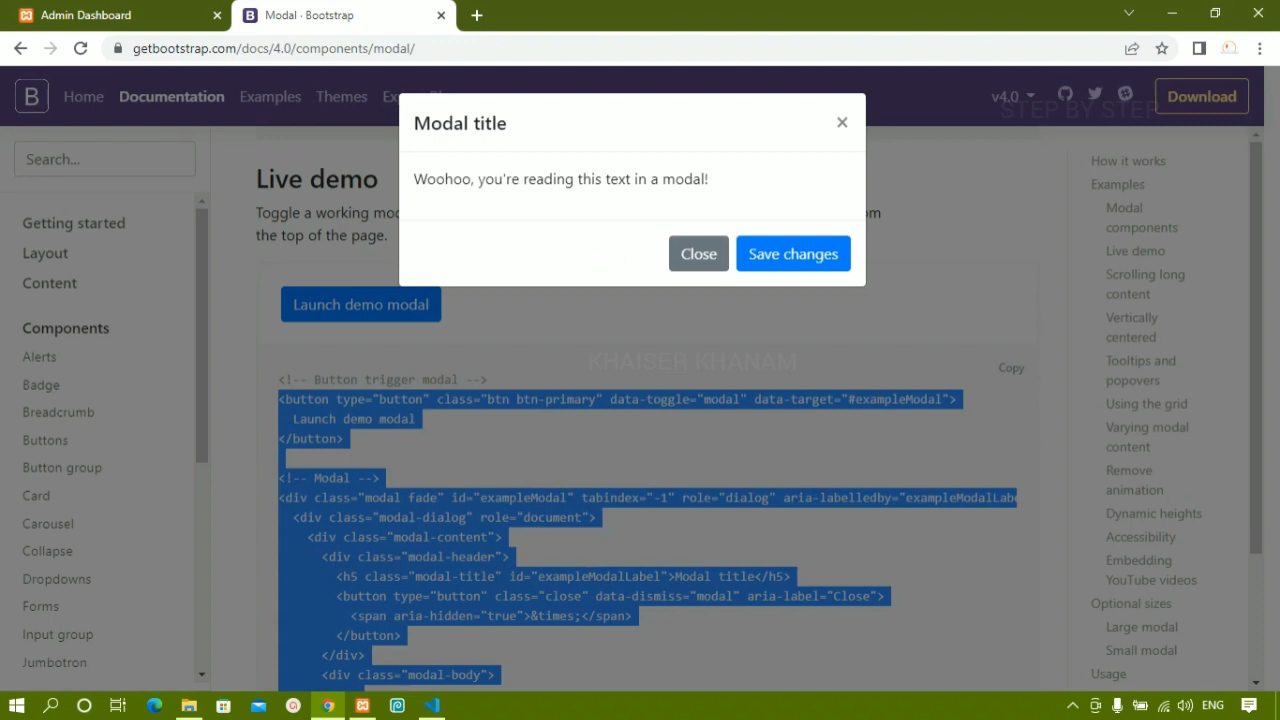 Admin Dashboard
Modal · Bootstrap
getbootstrap.com/docs/4.0/components/modal/
B Home Documentation Examples Themes v4.0 Download
STEP BY STEP
Modal title ×
Woohoo, you're reading this text in a modal!
Close Save changes
Search...
Getting started
Layout
Content
Components
Alerts
Badge
Breadcrumb
Buttons
Button group
Card
Carousel
Collapse
Dropdowns
Forms
Input group
Jumbotron
Live demo
Toggle a working
the top of the page.
Launch demo modal
KHAISER KHANAM
Copy
<!-- Button trigger modal -->
<button type="button" class="btn btn-primary" data-toggle="modal" data-target="#exampleModal">
Launch demo modal
</button>
<!-- Modal -->
<div class="modal fade" id="exampleModal" tabindex="-1" role="dialog" aria-labelledby="exampleModalLabe
<div class="modal-dialog" role="document">
<div class="modal-content">
<div class="modal-header">
<h5 class="modal-title" id="exampleModalLabel">Modal title</h5>
<button type="button" class="close" data-dismiss="modal" aria-label="Close">
<span aria-hidden="true">&times;</span>
</button>
</div>
<div class="modal-body">
How it works
Examples
Modal
components
Live demo
Scrolling long
content
Vertically
centered
Tooltips and
popovers
Using the grid
Varying modal
content
Remove
animation
Dynamic heights
Accessibility
Embedding
YouTube videos
Optional sizes
Large modal
Small modal
Usage
ENG